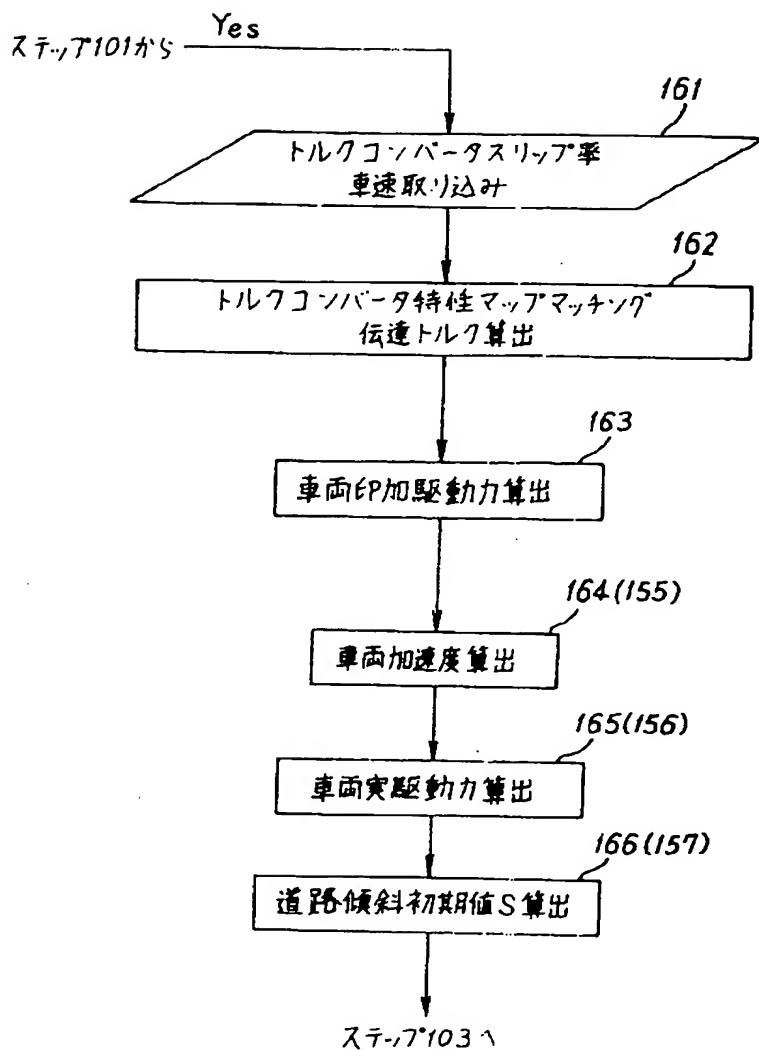 Yes
ステップ101から
161
トルクコンバータスリップ率
車速取り込み
162
トルクコンバータ特性マップマッチング
伝達トルク算出
163
車両印加駆動力算出
164(155)
車両加速度算出
165(156)
車両実駆動力算出
166(157)
道路傾斜初期値S算出
ステップ103へ